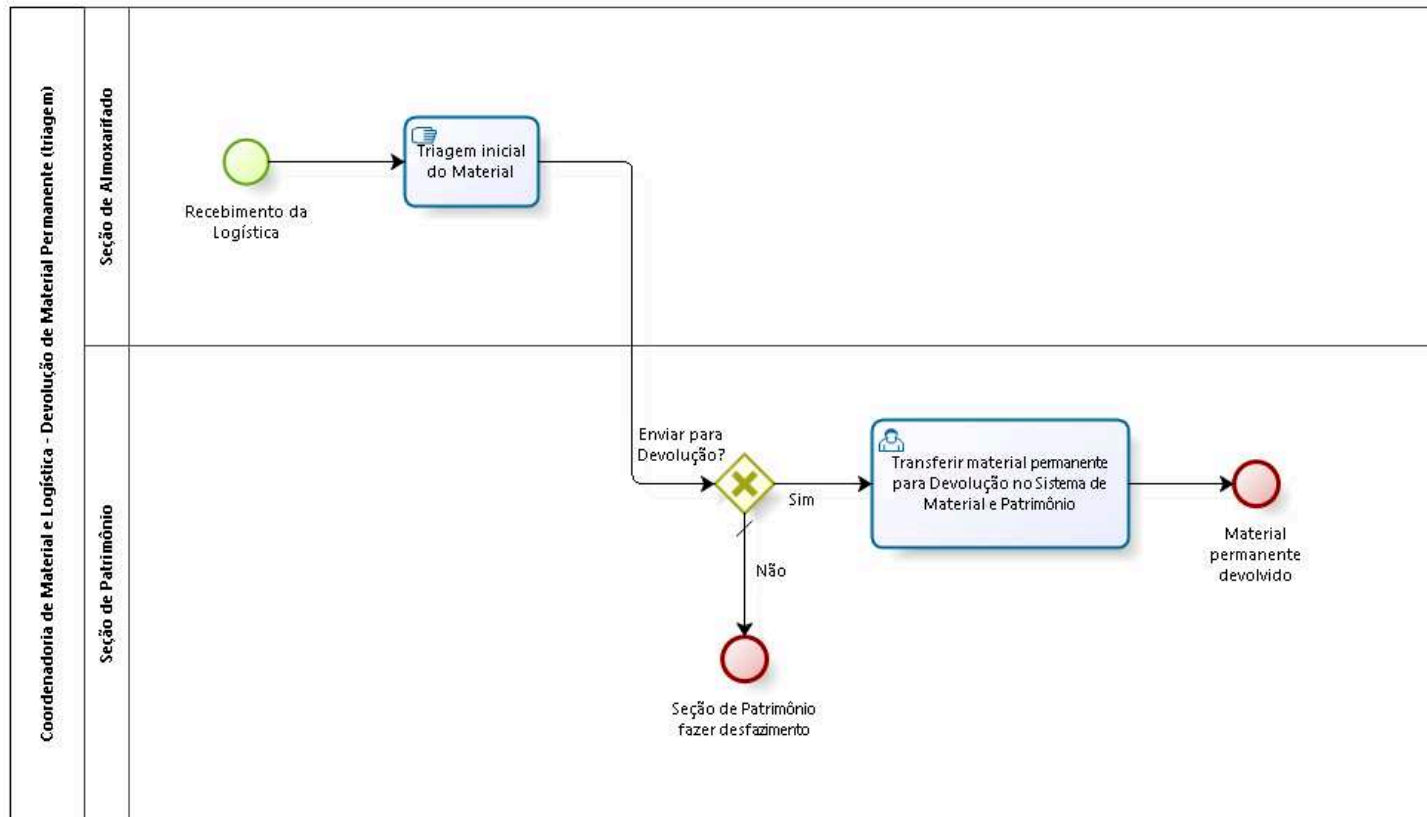 Coordenadoria de Material e Logística - Devolução de Material Permanente (triagem)
Seção de Almoxarifado
Recebimento da
Logística
Triagem inicial
do Material
Seção de Patrimônio
Enviar para
Devolução?
Sim
Não
Transferir material permanente
para Devolução no Sistema de
Material e Patrimônio
Material
permanente
devolvido
Seção de Patrimônio
fazer desfazimento